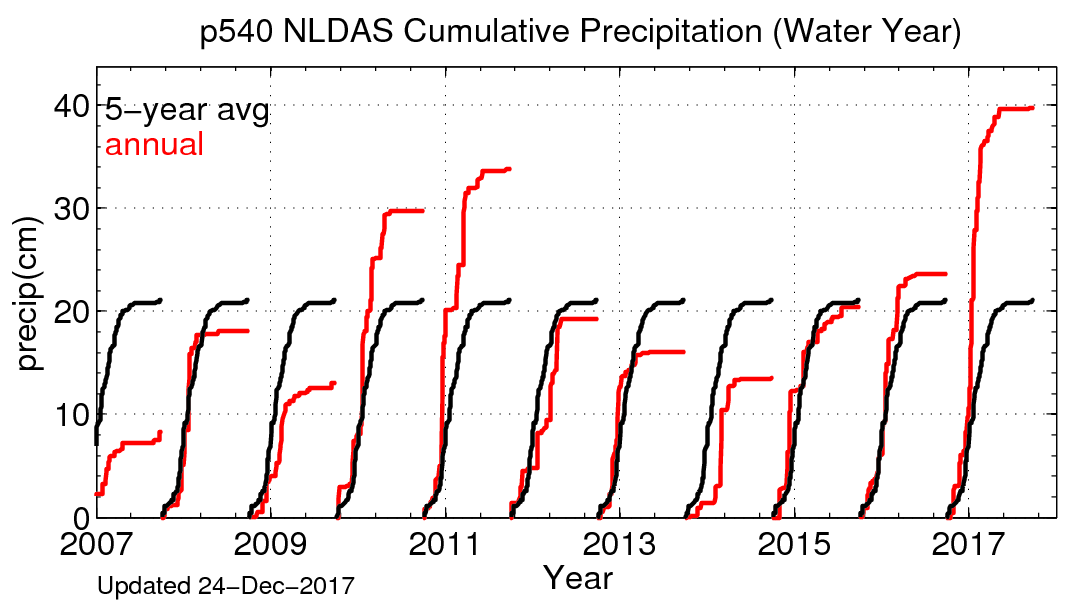 p540 NLDAS Cumulative Precipitation (Water Year)
5−year avg
annual
precip(cm)
40
30
20
10
0
2007 2009 2011 2013 2015 2017
Year
Updated 24−Dec−2017